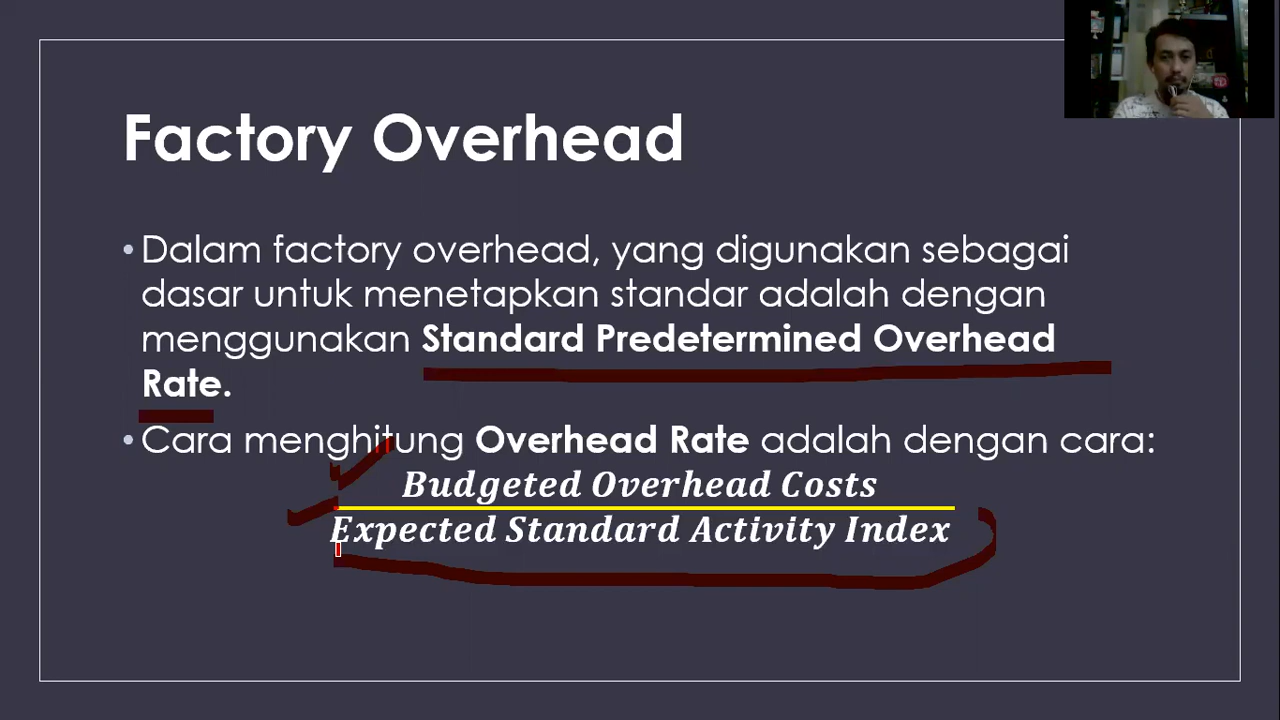 Factory Overhead
• Dalam factory overhead, yang digunakan sebagai
dasar untuk menetapkan standar adalah dengan
menggunakan Standard Predetermined Overhead
Rate.
• Cara menghitung Overhead Rate adalah dengan cara:
Budgeted Overhead Costs
Expected Standard Activity Index